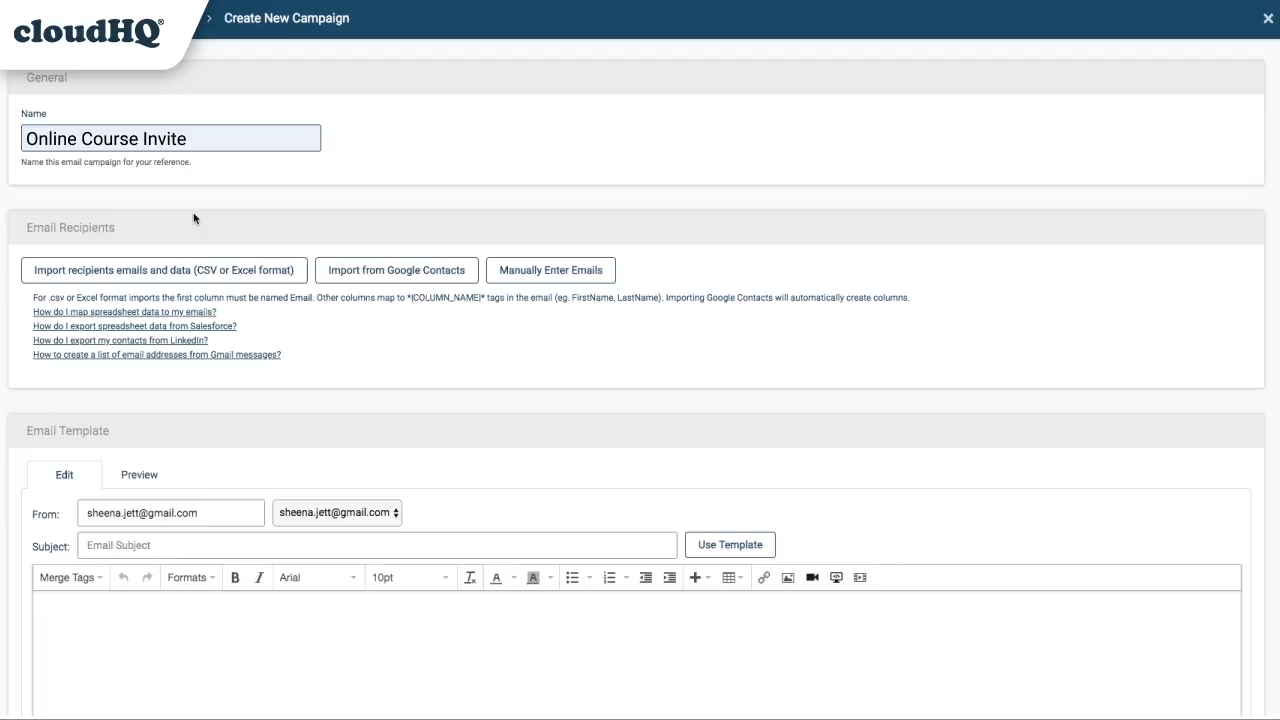 cloudHQ®
> Create New Campaign ×
General
Name
Online Course Invite
Name this email campaign for your reference.
Email Recipients
Import recipients emails and data (CSV or Excel format) Import from Google Contacts Manually Enter Emails
For .csv or Excel format imports the first column must be named Email. Other columns map to *|COLUMN_NAME|* tags in the email (eg. FirstName, LastName). Importing Google Contacts will automatically create columns.
How do I map spreadsheet data to my emails?
How do I export spreadsheet data from Salesforce?
How do I export my contacts from LinkedIn?
How to create a list of email addresses from Gmail messages?
Email Template
Edit Preview
From: sheena.jett@gmail.com sheena.jett@gmail.com
Subject: Email Subject Use Template
Merge Tags Formats B I Arial 10pt A A